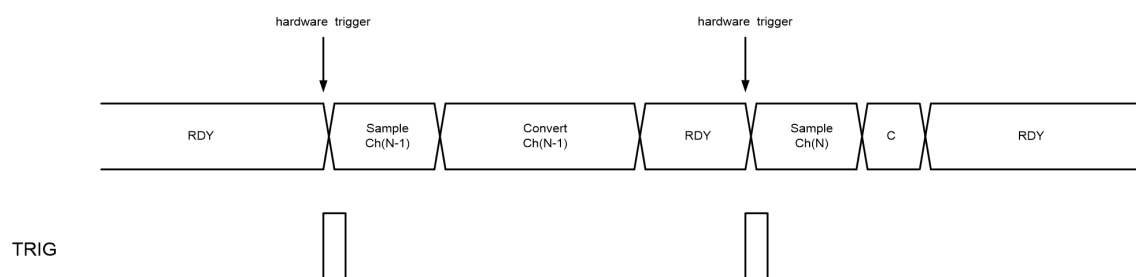 hardware trigger
hardware trigger
RDY
Sample
Ch(N-1)
Convert
Ch(N-1)
RDY
Sample
Ch(N)
C
RDY
TRIG